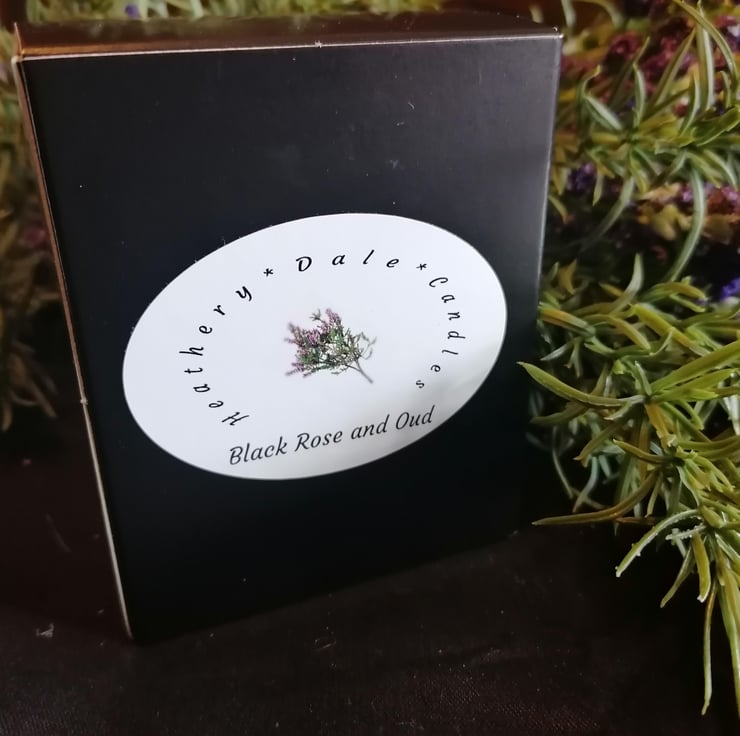 Heathery * Dale * Candles
Black Rose and Oud